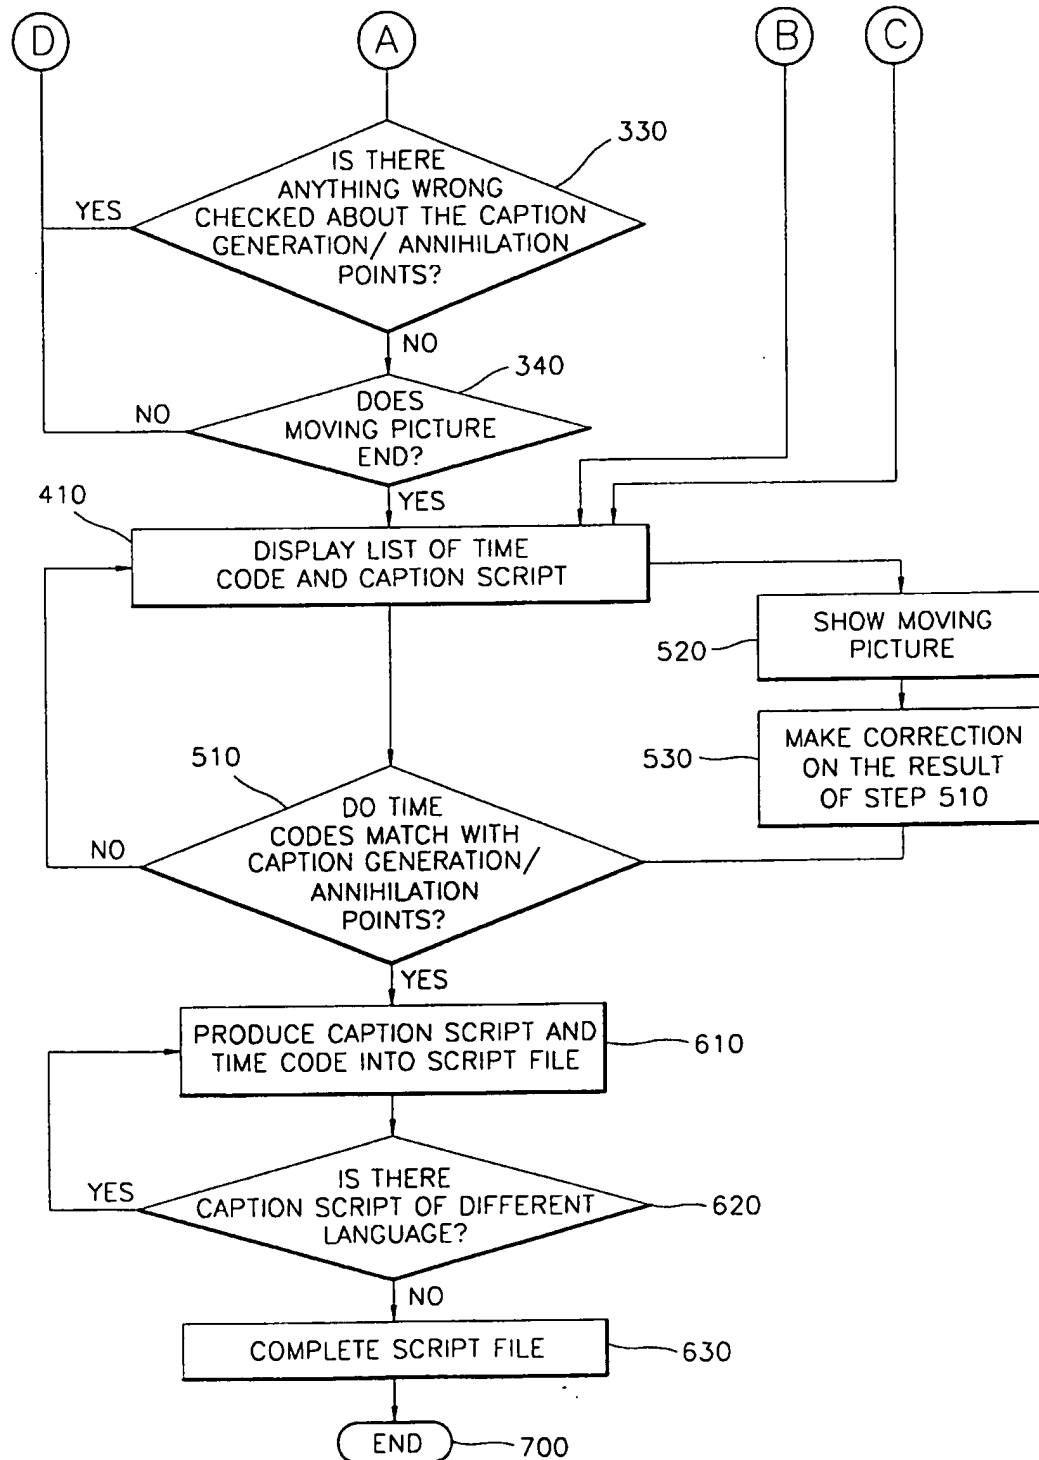 D
A
B
C
330
IS THERE
ANYTHING WRONG
CHECKED ABOUT THE CAPTION
GENERATION/ ANNIHILATION
POINTS?
YES
NO
340
DOES
MOVING PICTURE
END?
NO
YES
410
DISPLAY LIST OF TIME
CODE AND CAPTION SCRIPT
SHOW MOVING
PICTURE
520
MAKE CORRECTION
ON THE RESULT
OF STEP 510
530
510
DO TIME
CODES MATCH WITH
CAPTION GENERATION/
ANNIHILATION
POINTS?
NO
YES
PRODUCE CAPTION SCRIPT AND
TIME CODE INTO SCRIPT FILE
610
IS THERE
CAPTION SCRIPT OF DIFFERENT
LANGUAGE?
YES
620
NO
COMPLETE SCRIPT FILE
630
END
700